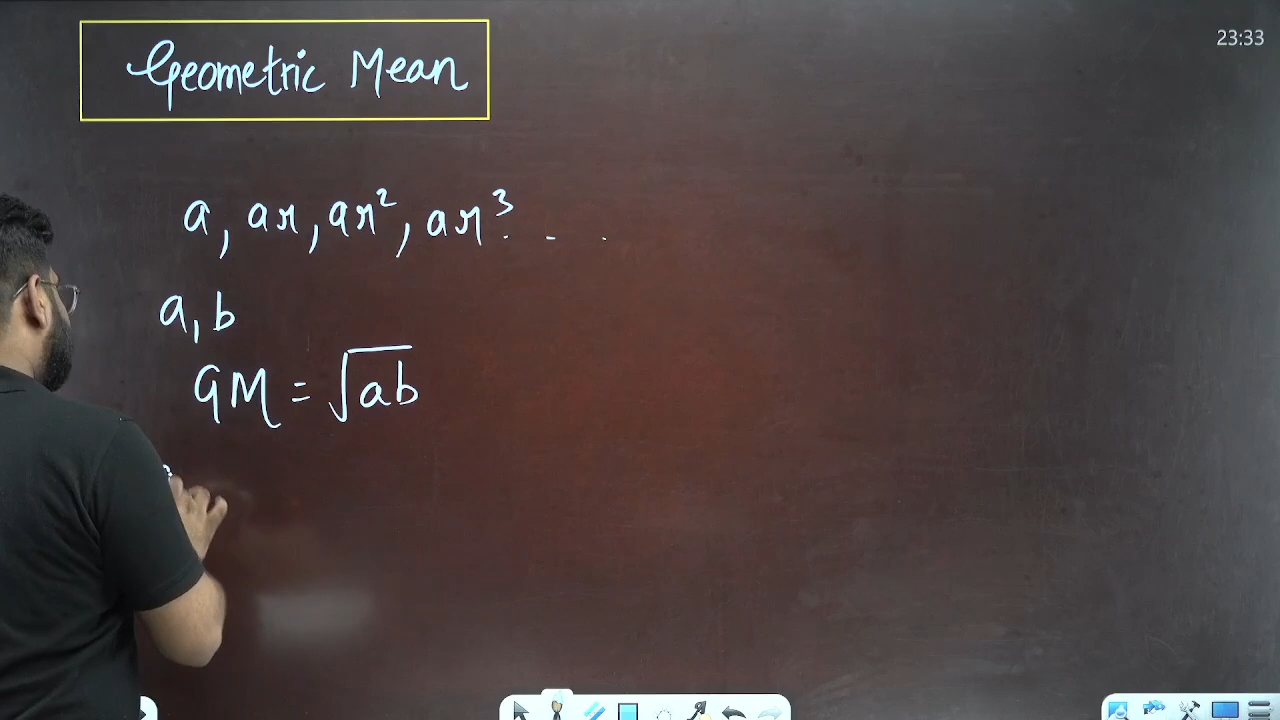 23:33
Geometric Mean
a, ar, ar², ar³ . . .
a, b
GM = √ab